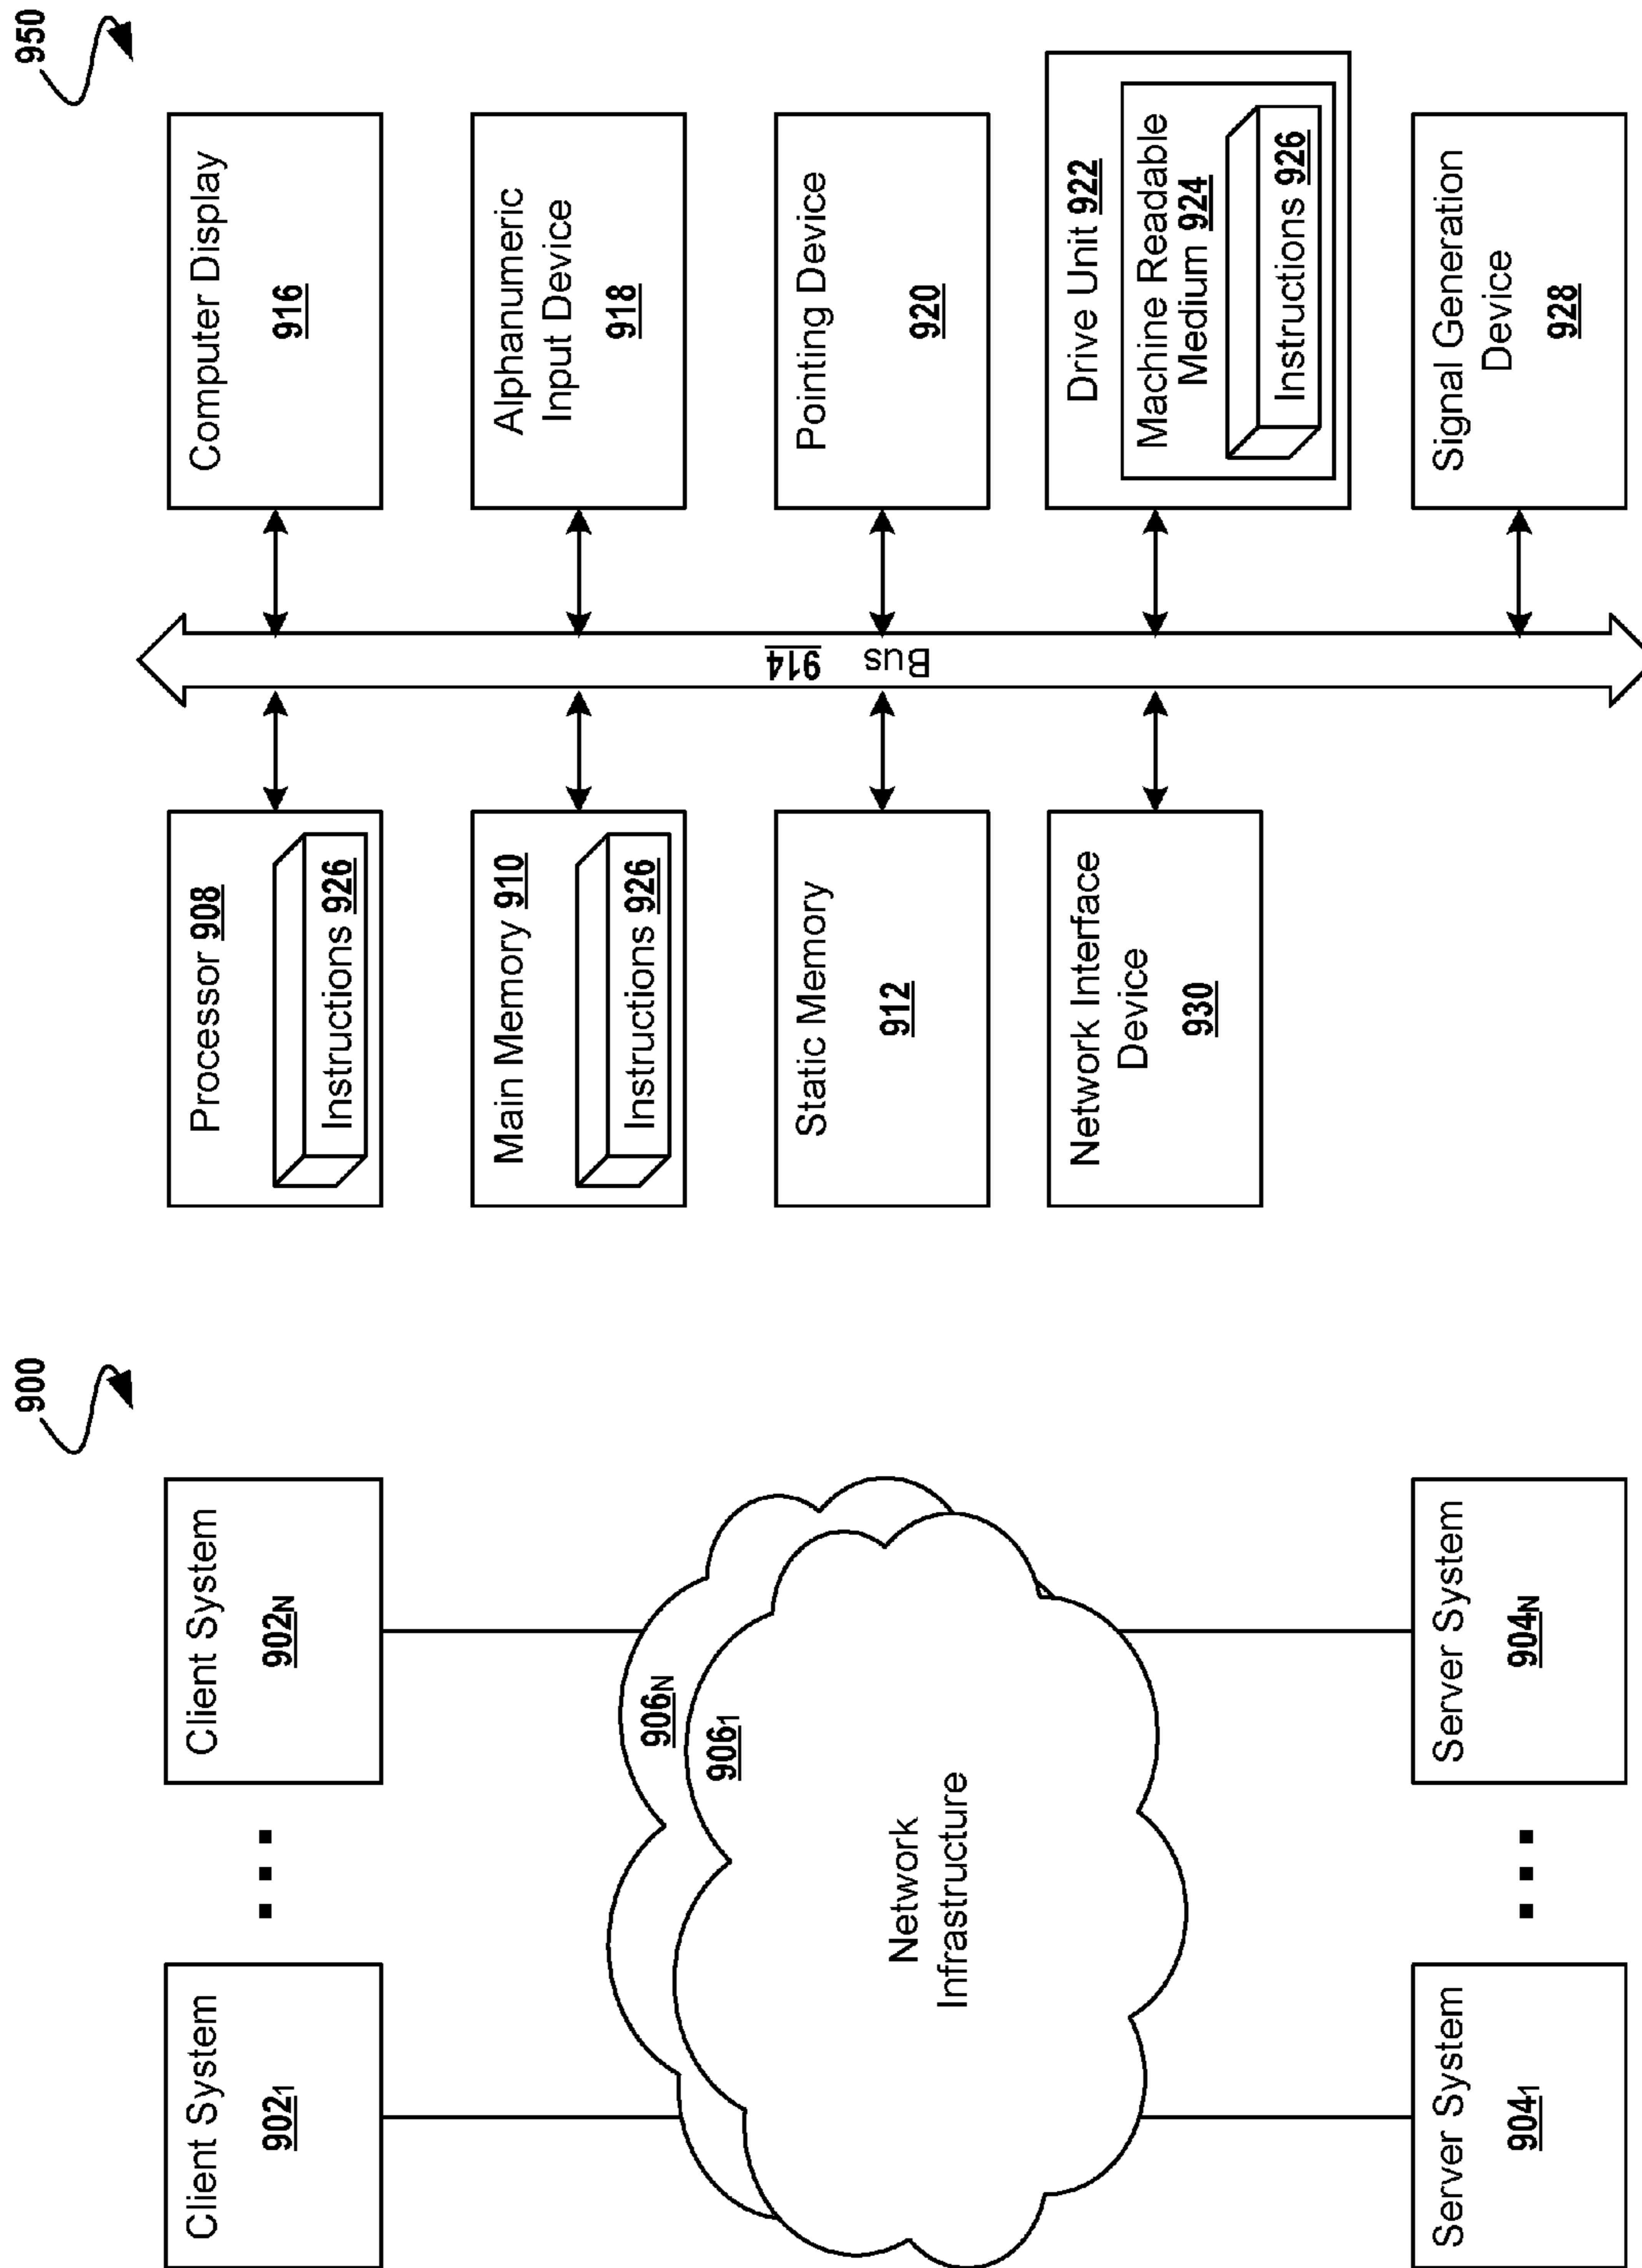 900
Client System
902₁
Client System
902ₙ
906ₙ
906₁
Network
Infrastructure
Server System
904₁
Server System
904ₙ
950
Processor 908
Instructions 926
Main Memory 910
Instructions 926
Static Memory
912
Network Interface
Device
930
Bus 914
Computer Display
916
Alphanumeric
Input Device
918
Pointing Device
920
Drive Unit 922
Machine Readable
Medium 924
Instructions 926
Signal Generation
Device
928